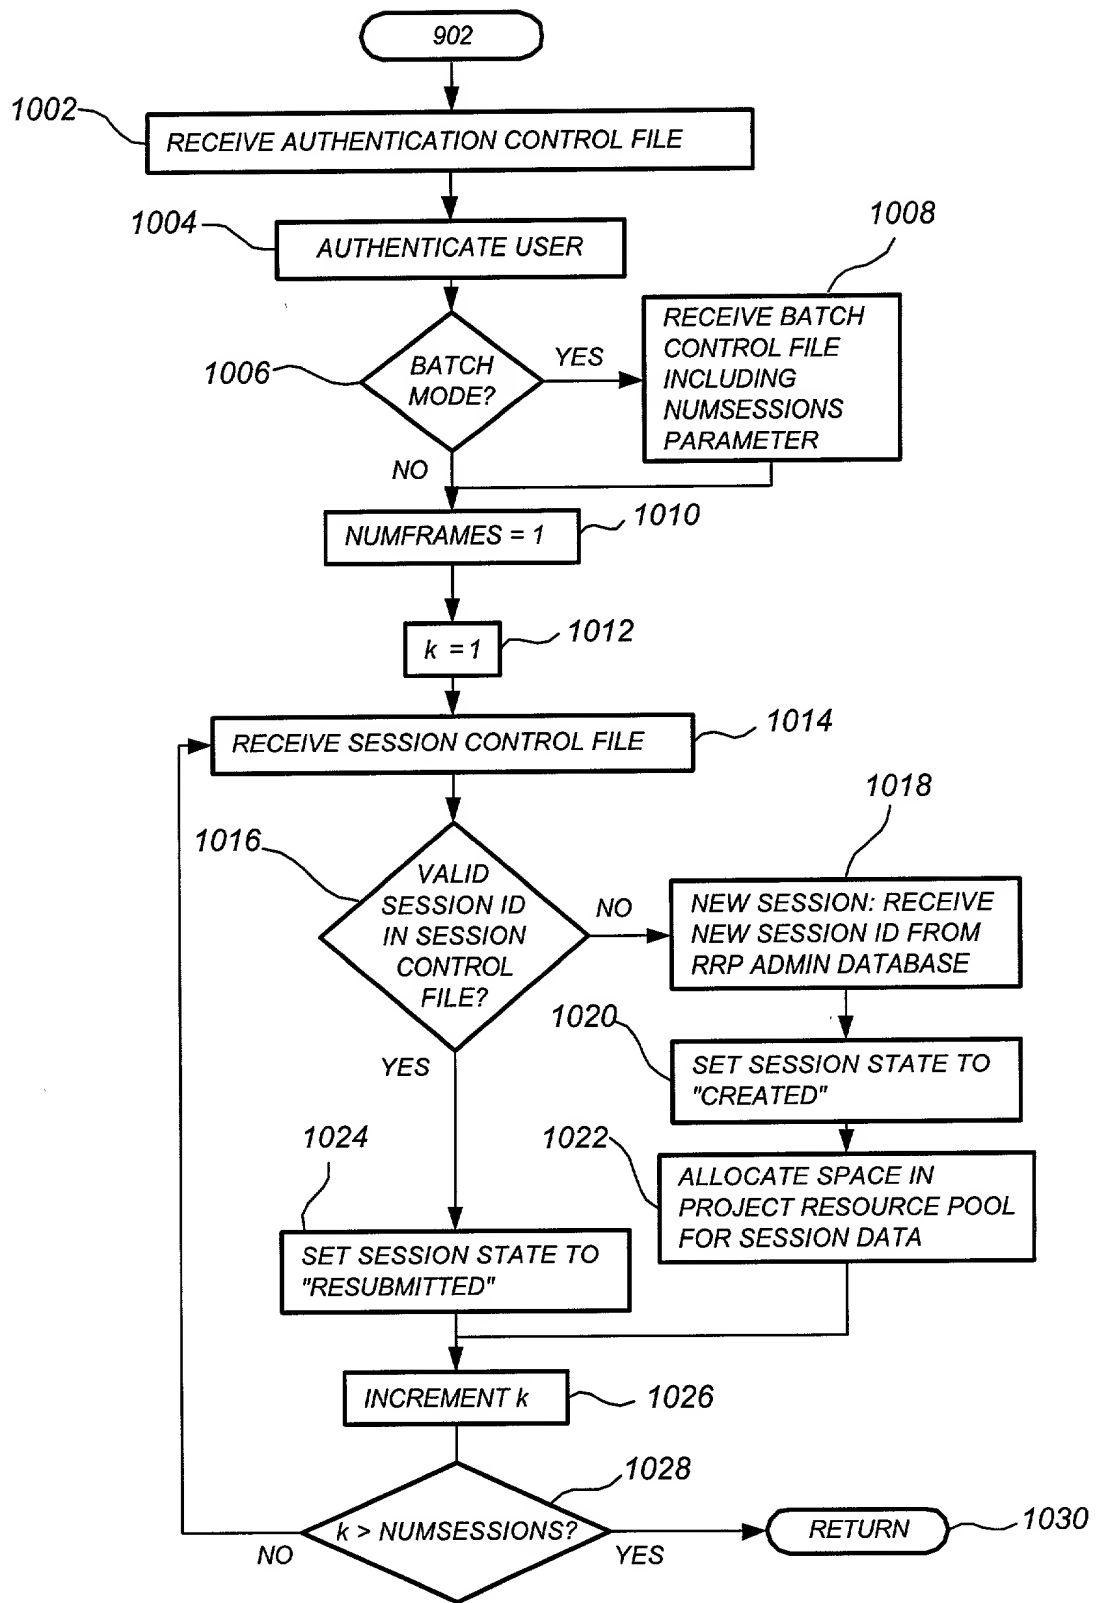 902
1002
RECEIVE AUTHENTICATION CONTROL FILE
1004
AUTHENTICATE USER
1008
RECEIVE BATCH
CONTROL FILE
INCLUDING
NUMSESSIONS
PARAMETER
1006
BATCH
MODE?
YES
NO
NUMFRAMES = 1
1010
k = 1
1012
RECEIVE SESSION CONTROL FILE
1014
1016
VALID
SESSION ID
IN SESSION
CONTROL
FILE?
NO
1018
NEW SESSION: RECEIVE
NEW SESSION ID FROM
RRP ADMIN DATABASE
1020
SET SESSION STATE TO
"CREATED"
YES
1022
ALLOCATE SPACE IN
PROJECT RESOURCE POOL
FOR SESSION DATA
1024
SET SESSION STATE TO
"RESUBMITTED"
INCREMENT k
1026
1028
k > NUMSESSIONS?
NO
YES
RETURN
1030